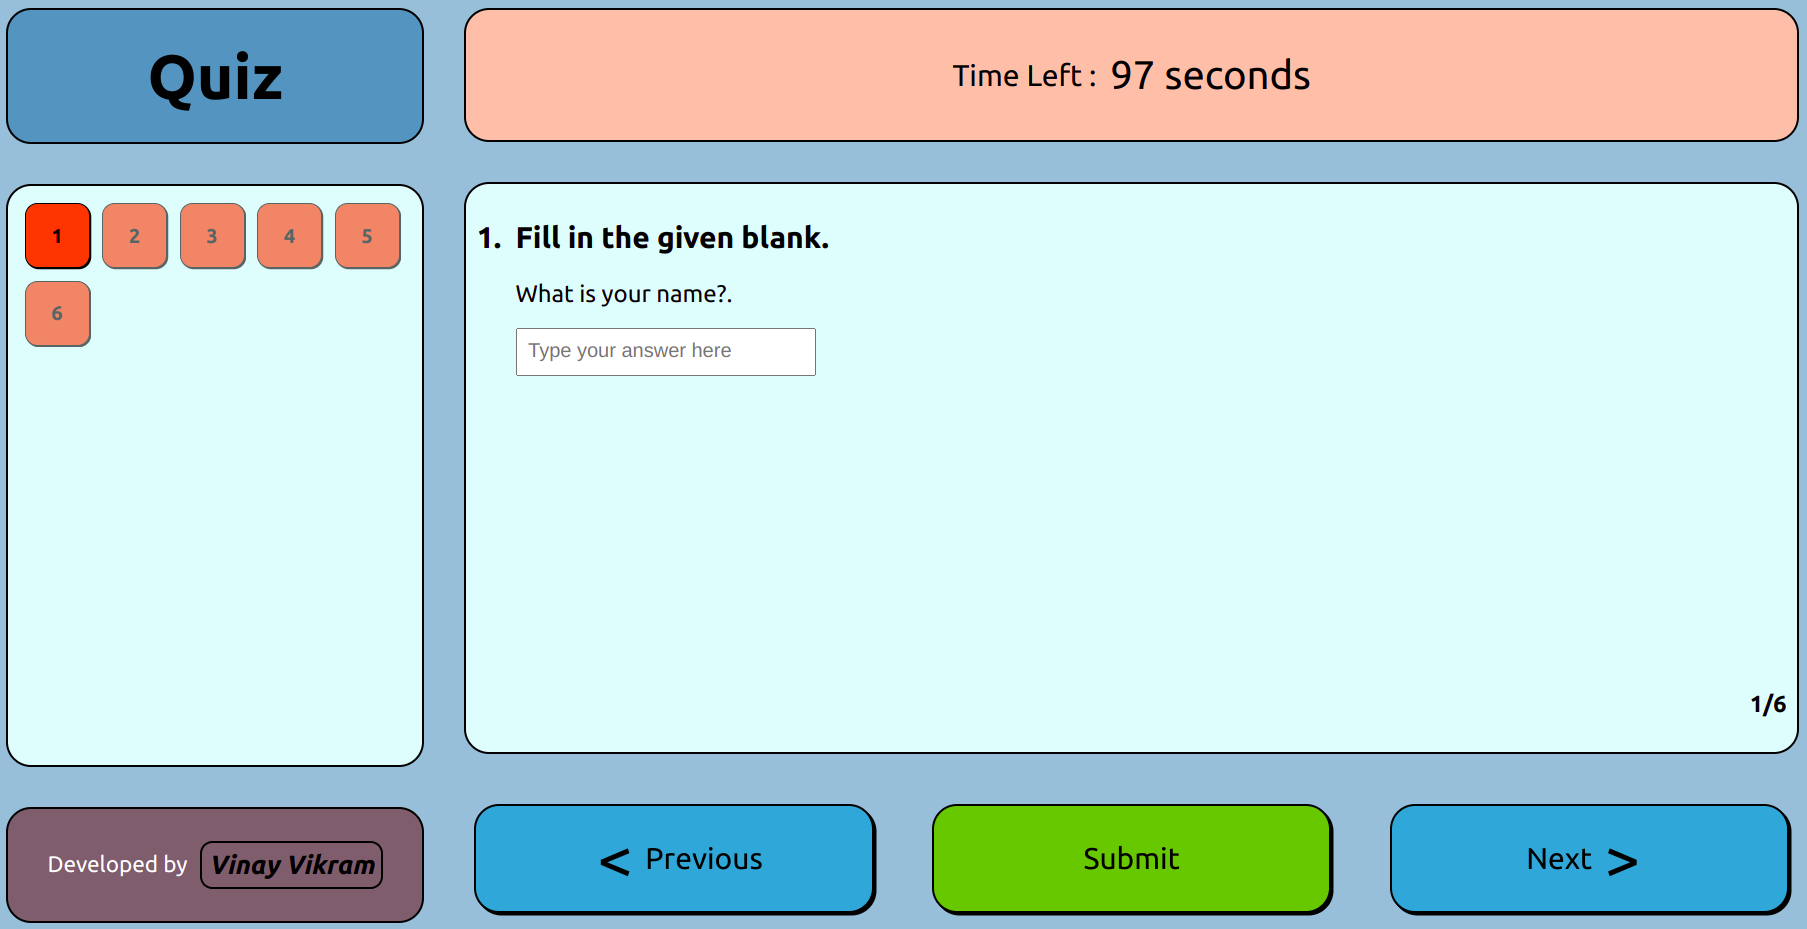 Quiz
Time Left : 97 seconds
1 2 3 4 5
6
1. Fill in the given blank.
What is your name?.
Type your answer here
1/6
Developed by Vinay Vikram
< Previous
Submit
Next >